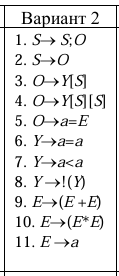 Вариант 2
1. S→ S;O
2. S→O
3. O→Y[S]
4. O→Y[S][S]
5. O→a=E
6. Y→a=a
7. Y→a<a
8. Y→!(Y)
9. E→(E+E)
10. E→(E*E)
11. E→a